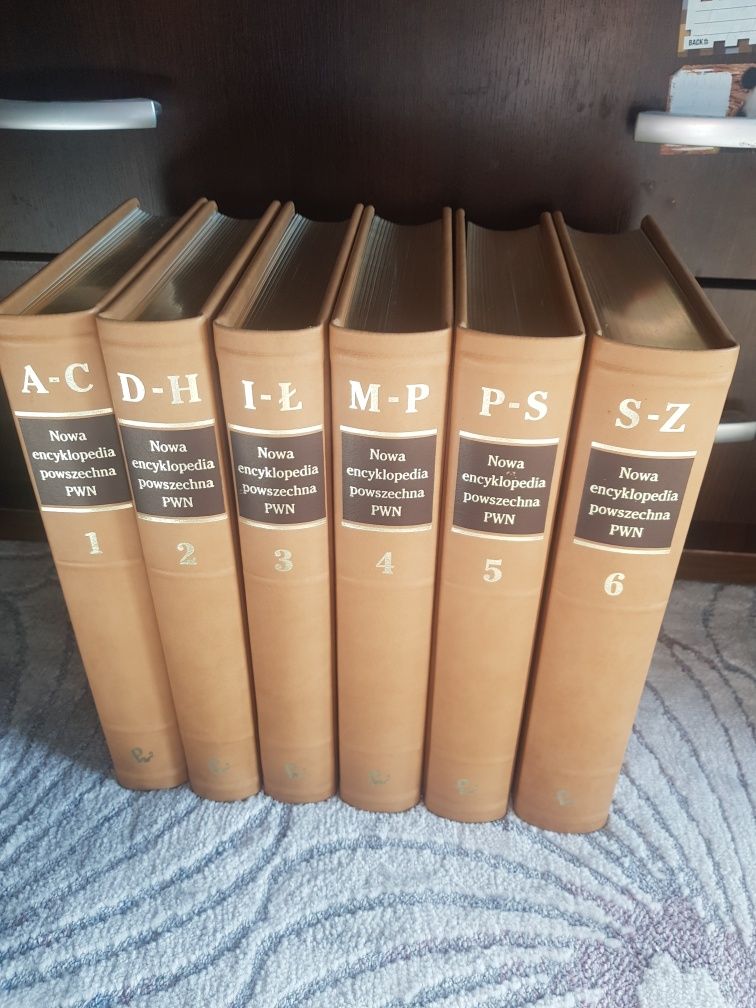 BACK
A-C
Nowa
encyklopedia
powszechna
PWN
1
D-H
Nowa
encyklopedia
powszechna
PWN
2
I-Ł
Nowa
encyklopedia
powszechna
PWN
3
M-P
Nowa
encyklopedia
powszechna
PWN
4
P-S
Nowa
encyklopedia
powszechna
PWN
5
S-Z
Nowa
encyklopedia
powszechna
PWN
6